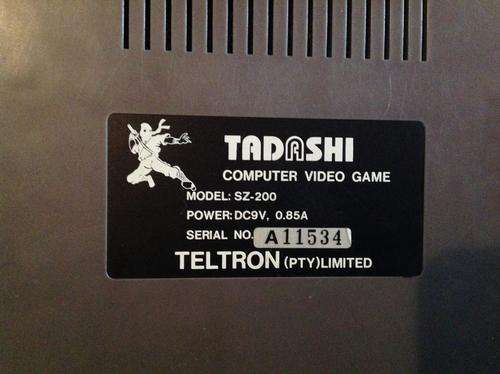 TADASHI
COMPUTER VIDEO GAME
MODEL: SZ-200
POWER:DC9V, 0.85A
SERIAL NO. A11534
TELTRON (PTY)LIMITED